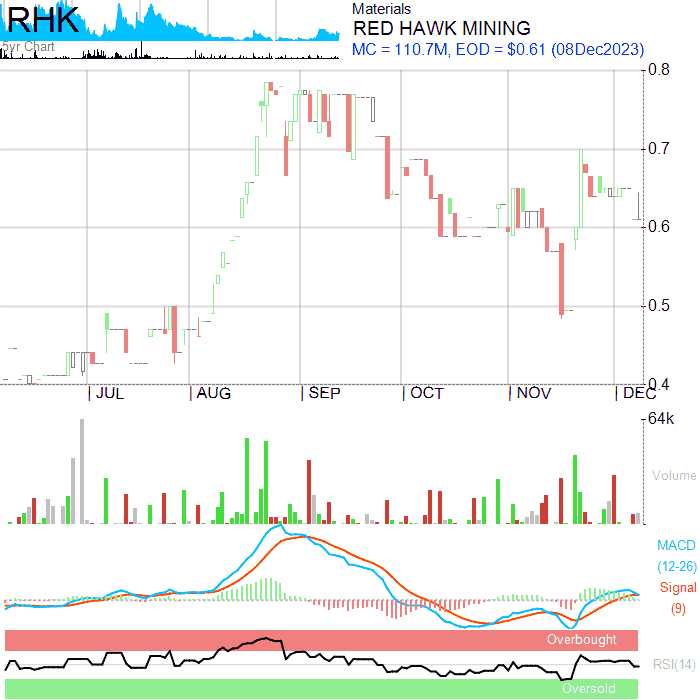 RHK
5yr Chart
Materials
RED HAWK MINING
MC = 110.7M, EOD = $0.61 (08Dec2023)
0.8
0.7
0.6
0.5
0.4
JUL AUG SEP OCT NOV DEC
64k
Volume
MACD
(12-26)
Signal
(9)
Overbought
RSI(14)
Oversold